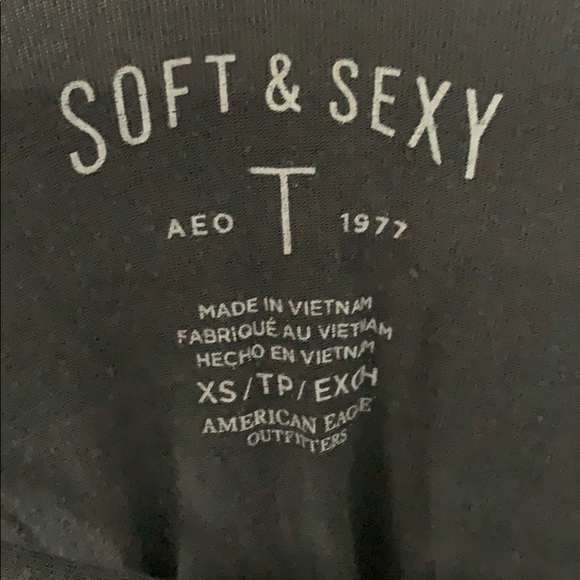 SOFT & SEXY
T
AEO 1977
MADE IN VIETNAM
FABRIQUÉ AU VIETNAM
HECHO EN VIETNAM
XS/TP/EXCH
AMERICAN EAGLE
OUTFITTERS